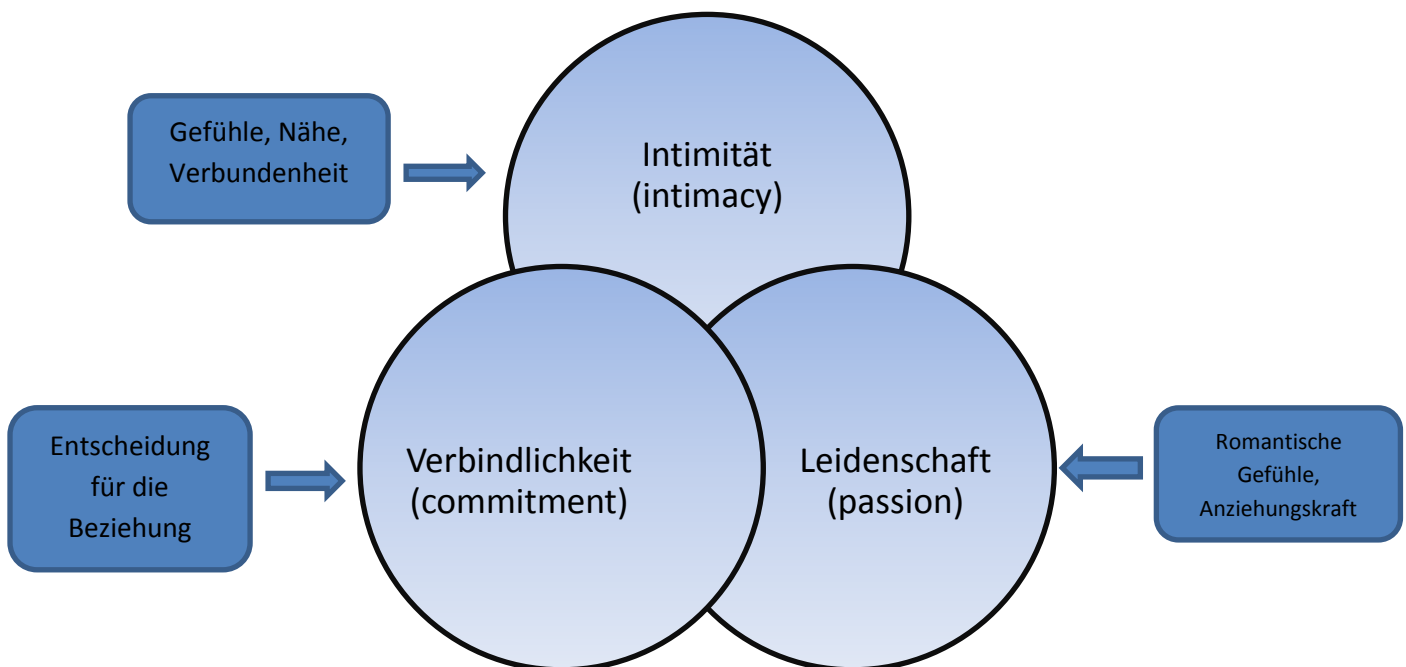 Gefühle, Nähe,
Verbundenheit
Intimität
(intimacy)
Entscheidung
für die
Beziehung
Verbindlichkeit
(commitment)
Leidenschaft
(passion)
Romantische
Gefühle,
Anziehungskraft